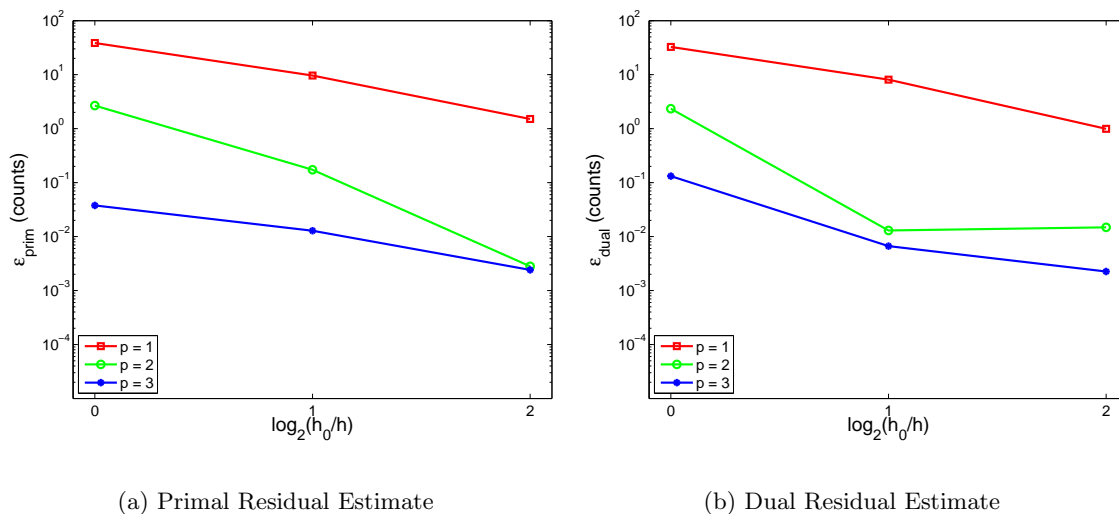 10^2
10^1
10^0
10^-1
10^-2
10^-3
10^-4
ε_prim (counts)
p = 1
p = 2
p = 3
0
1
2
log_2(h_0/h)
(a) Primal Residual Estimate
10^2
10^1
10^0
10^-1
10^-2
10^-3
10^-4
ε_dual (counts)
p = 1
p = 2
p = 3
0
1
2
log_2(h_0/h)
(b) Dual Residual Estimate